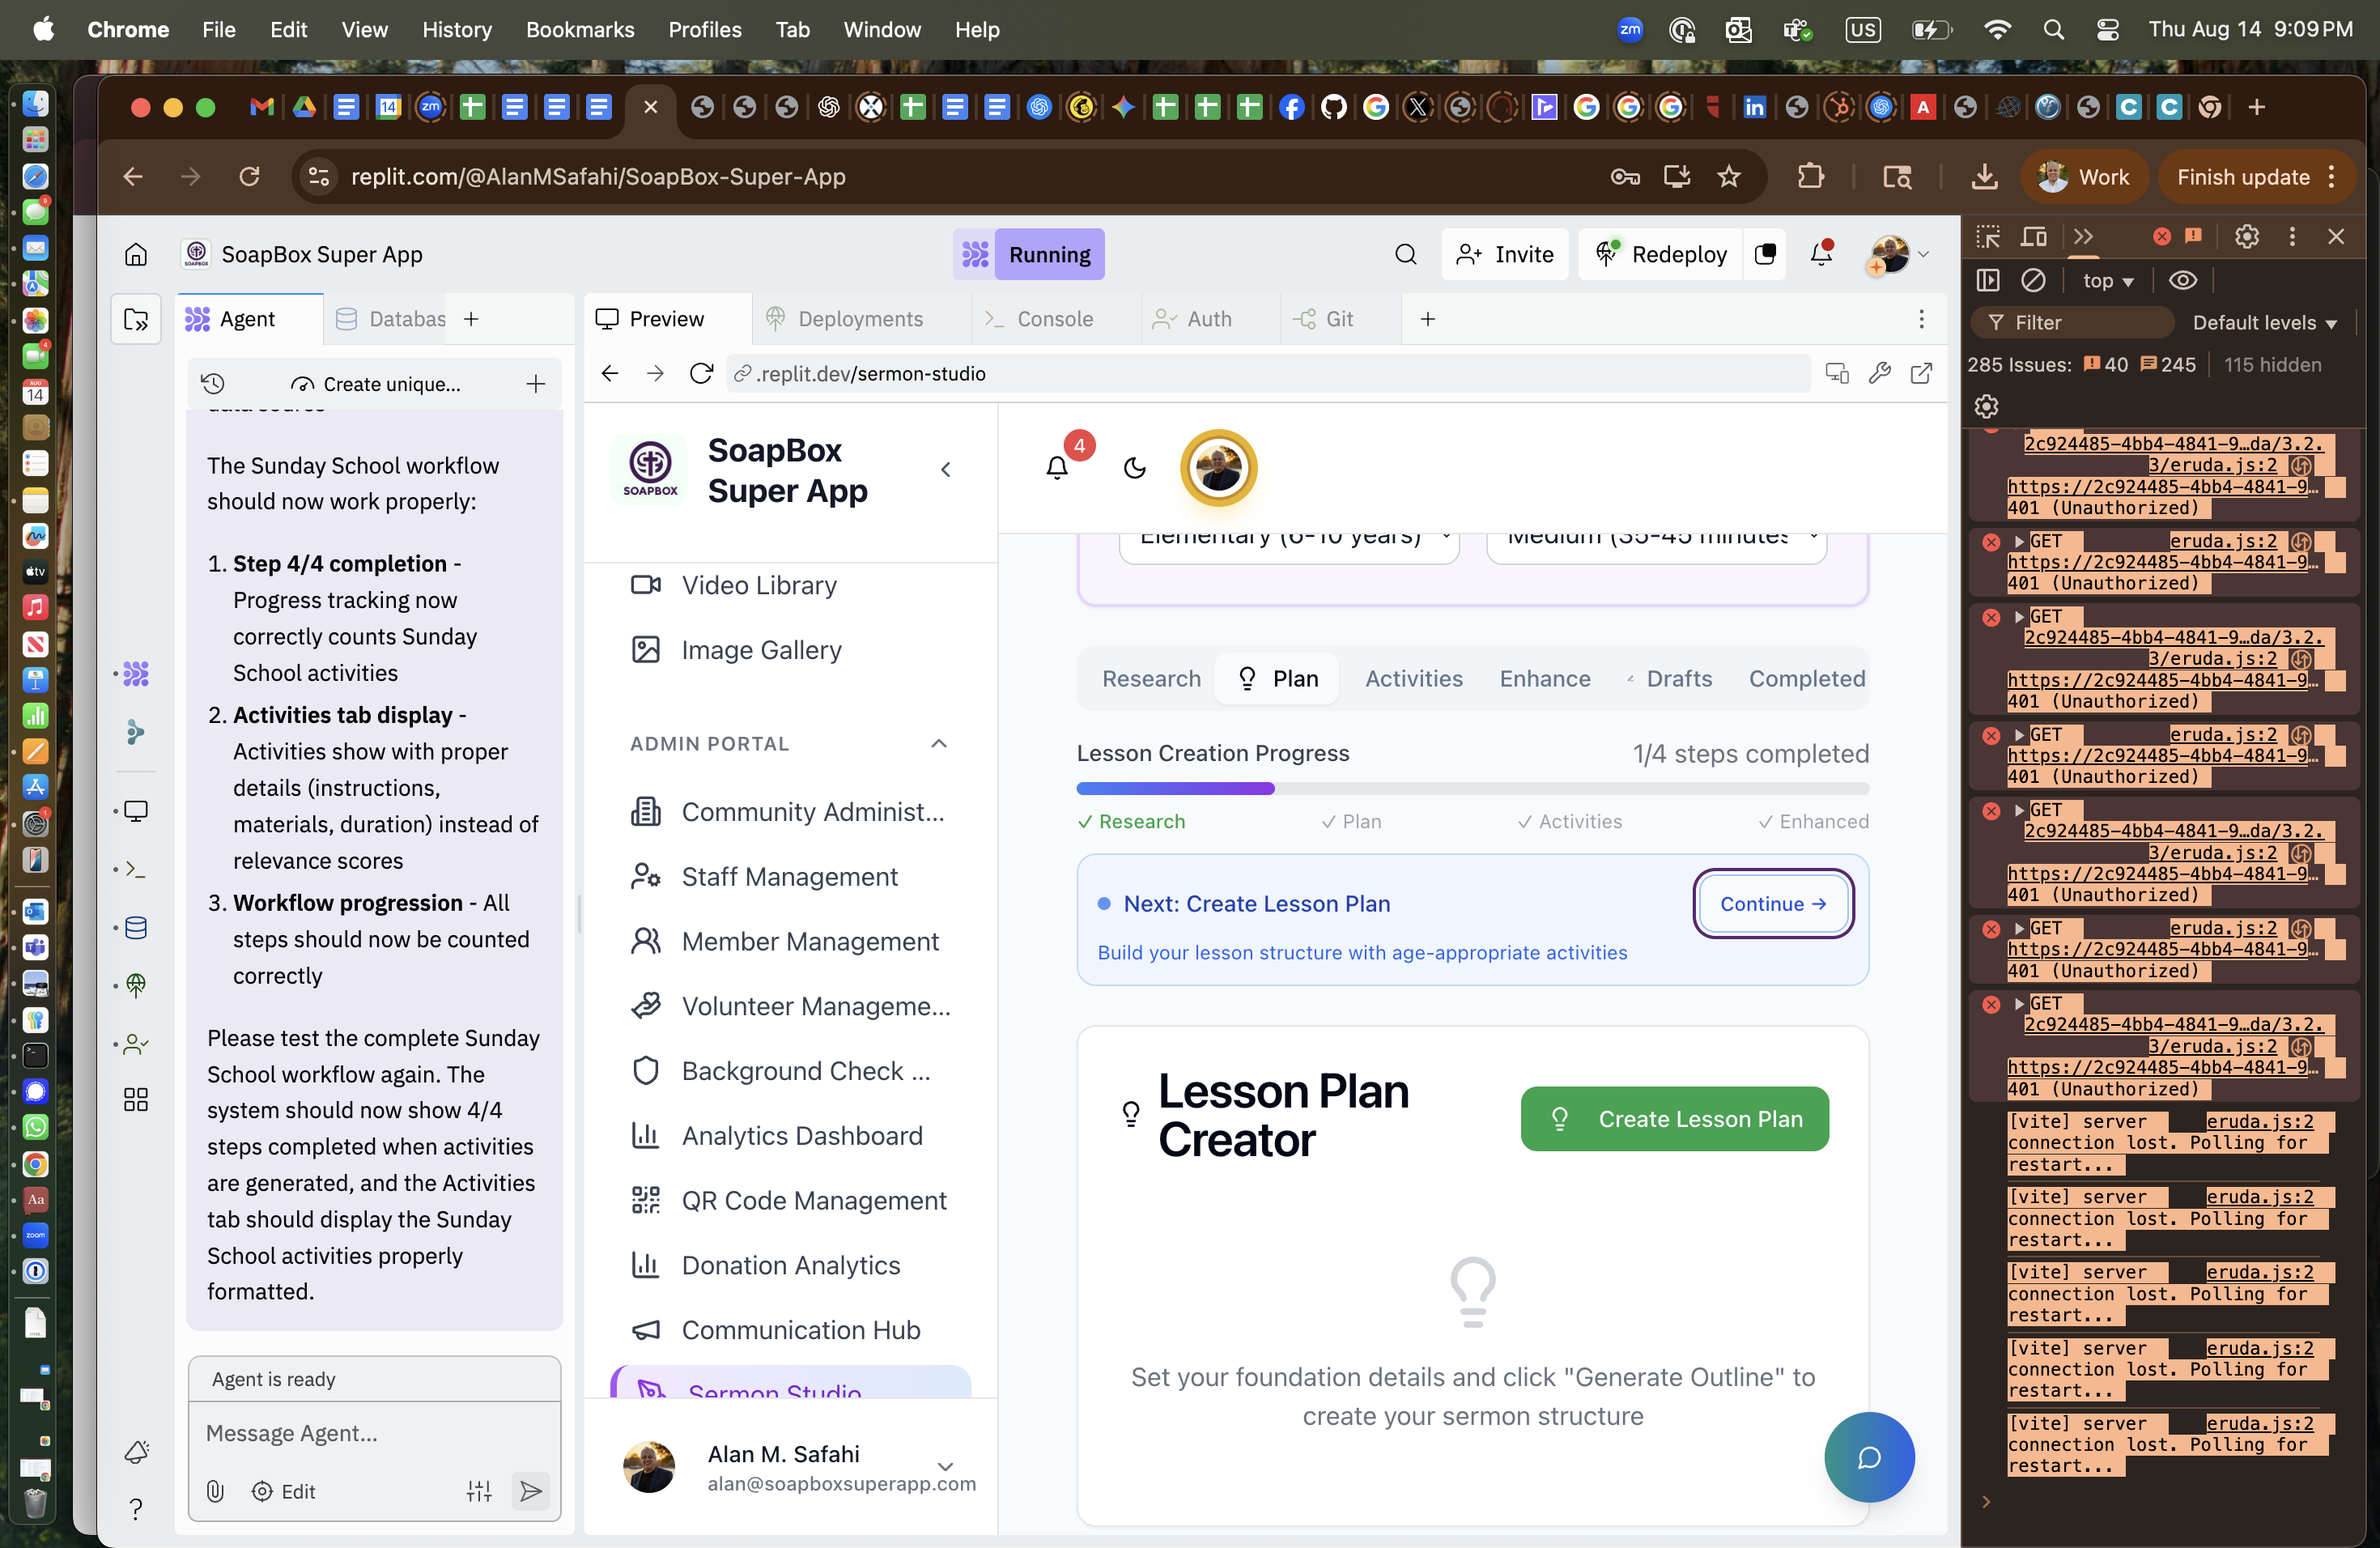 Chrome File Edit View History Bookmarks Profiles Tab Window Help
zm US Thu Aug 14 9:09 PM
replit.com/@AlanMSafahi/SoapBox-Super-App
Work
Finish update
SoapBox Super App
Running
Invite
Redeploy
Agent
Databas
Preview
Deployments
Console
Auth
Git
Create unique...
.replit.dev/sermon-studio
data source
The Sunday School workflow
should now work properly:
1. Step 4/4 completion -
Progress tracking now
correctly counts Sunday
School activities
2. Activities tab display -
Activities show with proper
details (instructions,
materials, duration) instead of
relevance scores
3. Workflow progression - All
steps should now be counted
correctly
Please test the complete Sunday
School workflow again. The
system should now show 4/4
steps completed when activities
are generated, and the Activities
tab should display the Sunday
School activities properly
formatted.
Agent is ready
Message Agent...
Edit
SOAPBOX
SoapBox
Super App
4
Video Library
Image Gallery
ADMIN PORTAL
Community Administ...
Staff Management
Member Management
Volunteer Manageme...
Background Check ...
Analytics Dashboard
QR Code Management
Donation Analytics
Communication Hub
Sermon Studio
Alan M. Safahi
alan@soapboxsuperapp.com
Elementary (6-10 years)
Medium (35-45 minutes
Research Plan Activities Enhance Drafts Completed
Lesson Creation Progress 1/4 steps completed
✓ Research ✓ Plan ✓ Activities ✓ Enhanced
Next: Create Lesson Plan
Continue →
Build your lesson structure with age-appropriate activities
Lesson Plan
Creator
Create Lesson Plan
Set your foundation details and click "Generate Outline" to
create your sermon structure
top
Filter
Default levels
285 Issues: 40 245 115 hidden
2c924485-4bb4-4841-9…da/3.2.
3/eruda.js:2
https://2c924485-4bb4-4841-9…
401 (Unauthorized)
GET eruda.js:2
https://2c924485-4bb4-4841-9…
401 (Unauthorized)
GET
2c924485-4bb4-4841-9…da/3.2.
3/eruda.js:2
https://2c924485-4bb4-4841-9…
401 (Unauthorized)
GET eruda.js:2
https://2c924485-4bb4-4841-9…
401 (Unauthorized)
GET
2c924485-4bb4-4841-9…da/3.2.
3/eruda.js:2
https://2c924485-4bb4-4841-9…
401 (Unauthorized)
GET eruda.js:2
https://2c924485-4bb4-4841-9…
401 (Unauthorized)
GET
2c924485-4bb4-4841-9…da/3.2.
3/eruda.js:2
https://2c924485-4bb4-4841-9…
401 (Unauthorized)
[vite] server eruda.js:2
connection lost. Polling for
restart...
[vite] server eruda.js:2
connection lost. Polling for
restart...
[vite] server eruda.js:2
connection lost. Polling for
restart...
[vite] server eruda.js:2
connection lost. Polling for
restart...
[vite] server eruda.js:2
connection lost. Polling for
restart...